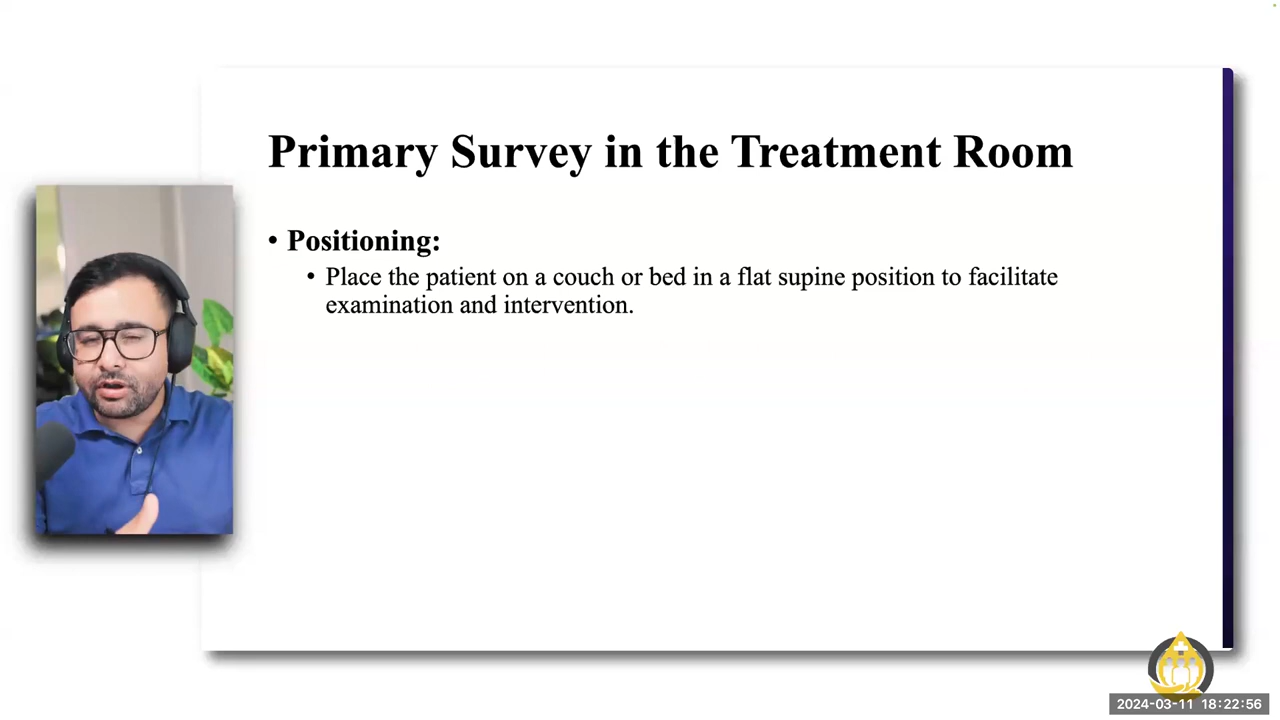 Primary Survey in the Treatment Room
• Positioning:
• Place the patient on a couch or bed in a flat supine position to facilitate
examination and intervention.
2024-03-11 18:22:56